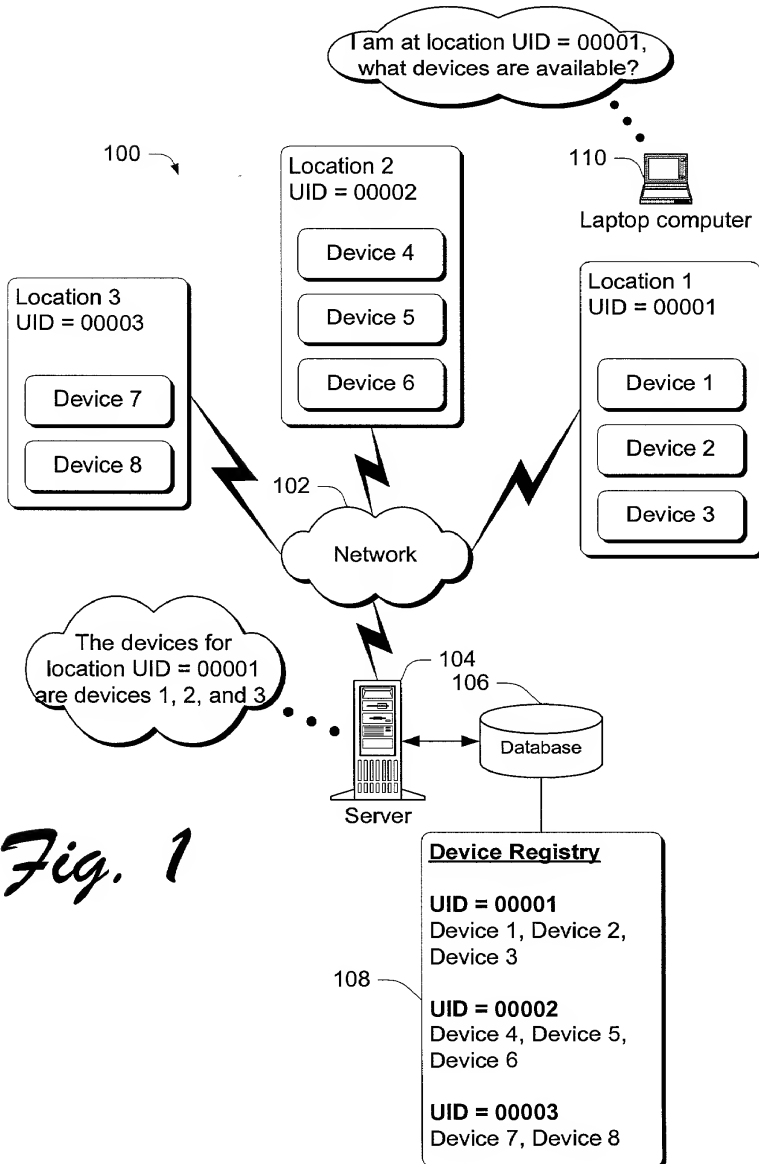 I am at location UID = 00001,
what devices are available?
100
110
Laptop computer
Location 2
UID = 00002
Device 4
Device 5
Device 6
Location 1
UID = 00001
Device 1
Device 2
Device 3
Location 3
UID = 00003
Device 7
Device 8
102
Network
The devices for
location UID = 00001
are devices 1, 2, and 3
104
106
Database
Server
Fig. 1
Device Registry
UID = 00001
Device 1, Device 2,
Device 3
108
UID = 00002
Device 4, Device 5,
Device 6
UID = 00003
Device 7, Device 8